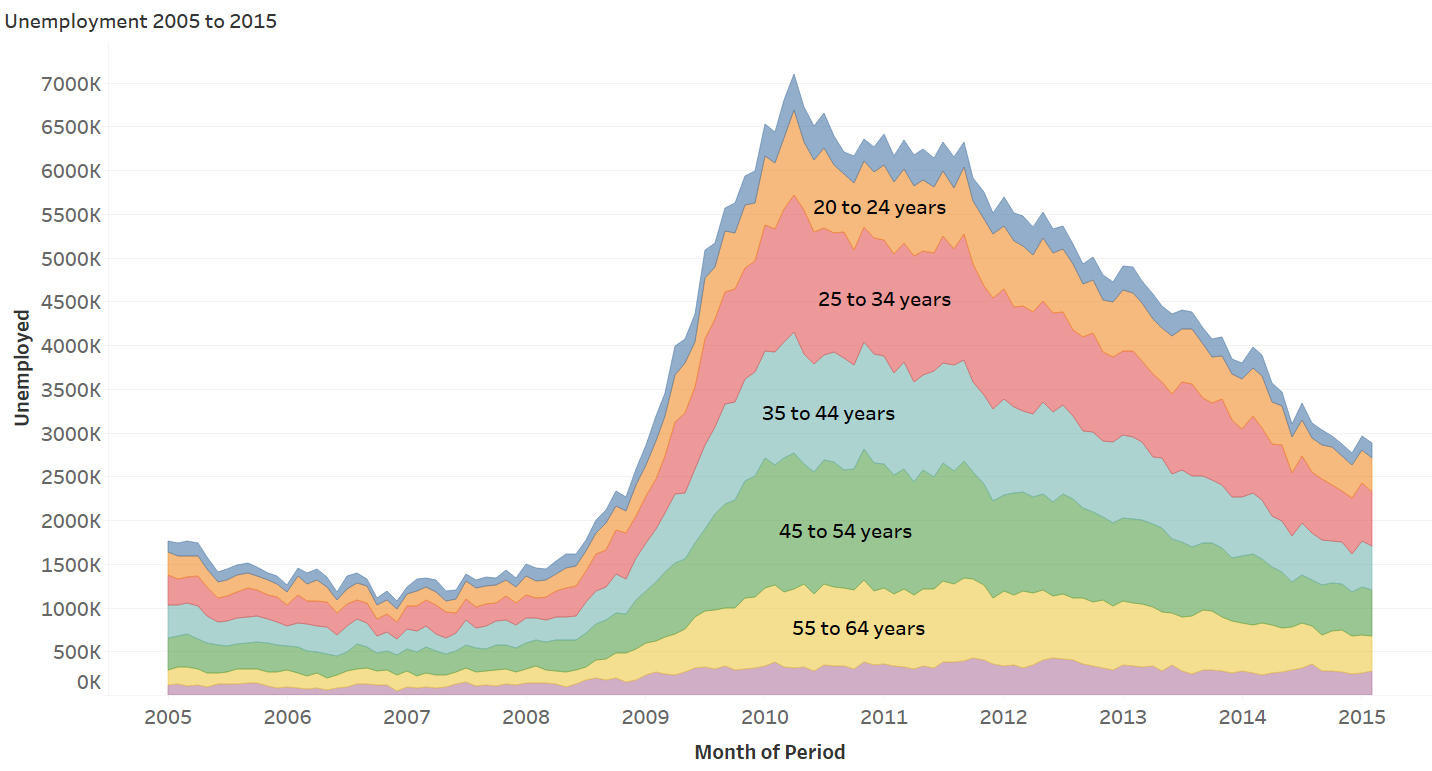 Unemployment 2005 to 2015
7000K
6500K
6000K
5500K
5000K
4500K
4000K
3500K
3000K
2500K
2000K
1500K
1000K
500K
0K
Unemployed
20 to 24 years
25 to 34 years
35 to 44 years
45 to 54 years
55 to 64 years
2005 2006 2007 2008 2009 2010 2011 2012 2013 2014 2015
Month of Period